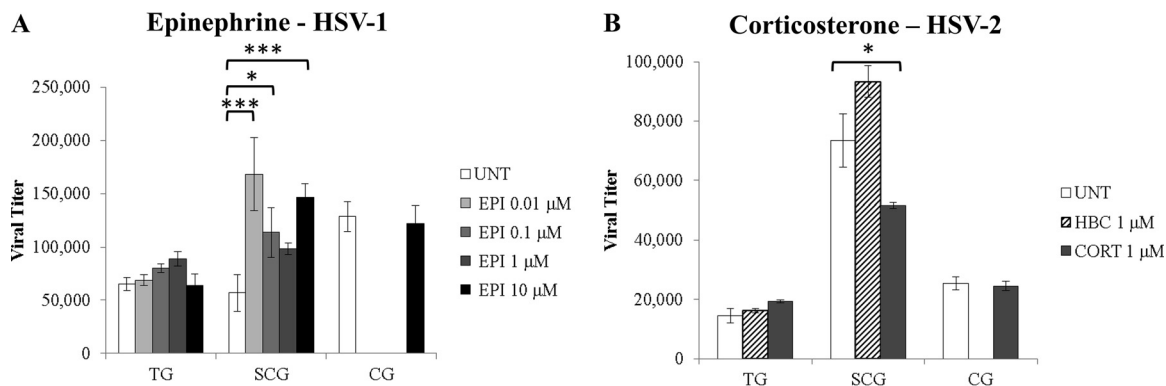 A
Epinephrine - HSV-1
***
*
***
250,000
200,000
150,000
100,000
50,000
0
Viral Titer
TG
SCG
CG
UNT
EPI 0.01 μM
EPI 0.1 μM
EPI 1 μM
EPI 10 μM
B
Corticosterone – HSV-2
*
100,000
80,000
60,000
40,000
20,000
0
Viral Titer
TG
SCG
CG
UNT
HBC 1 μM
CORT 1 μM